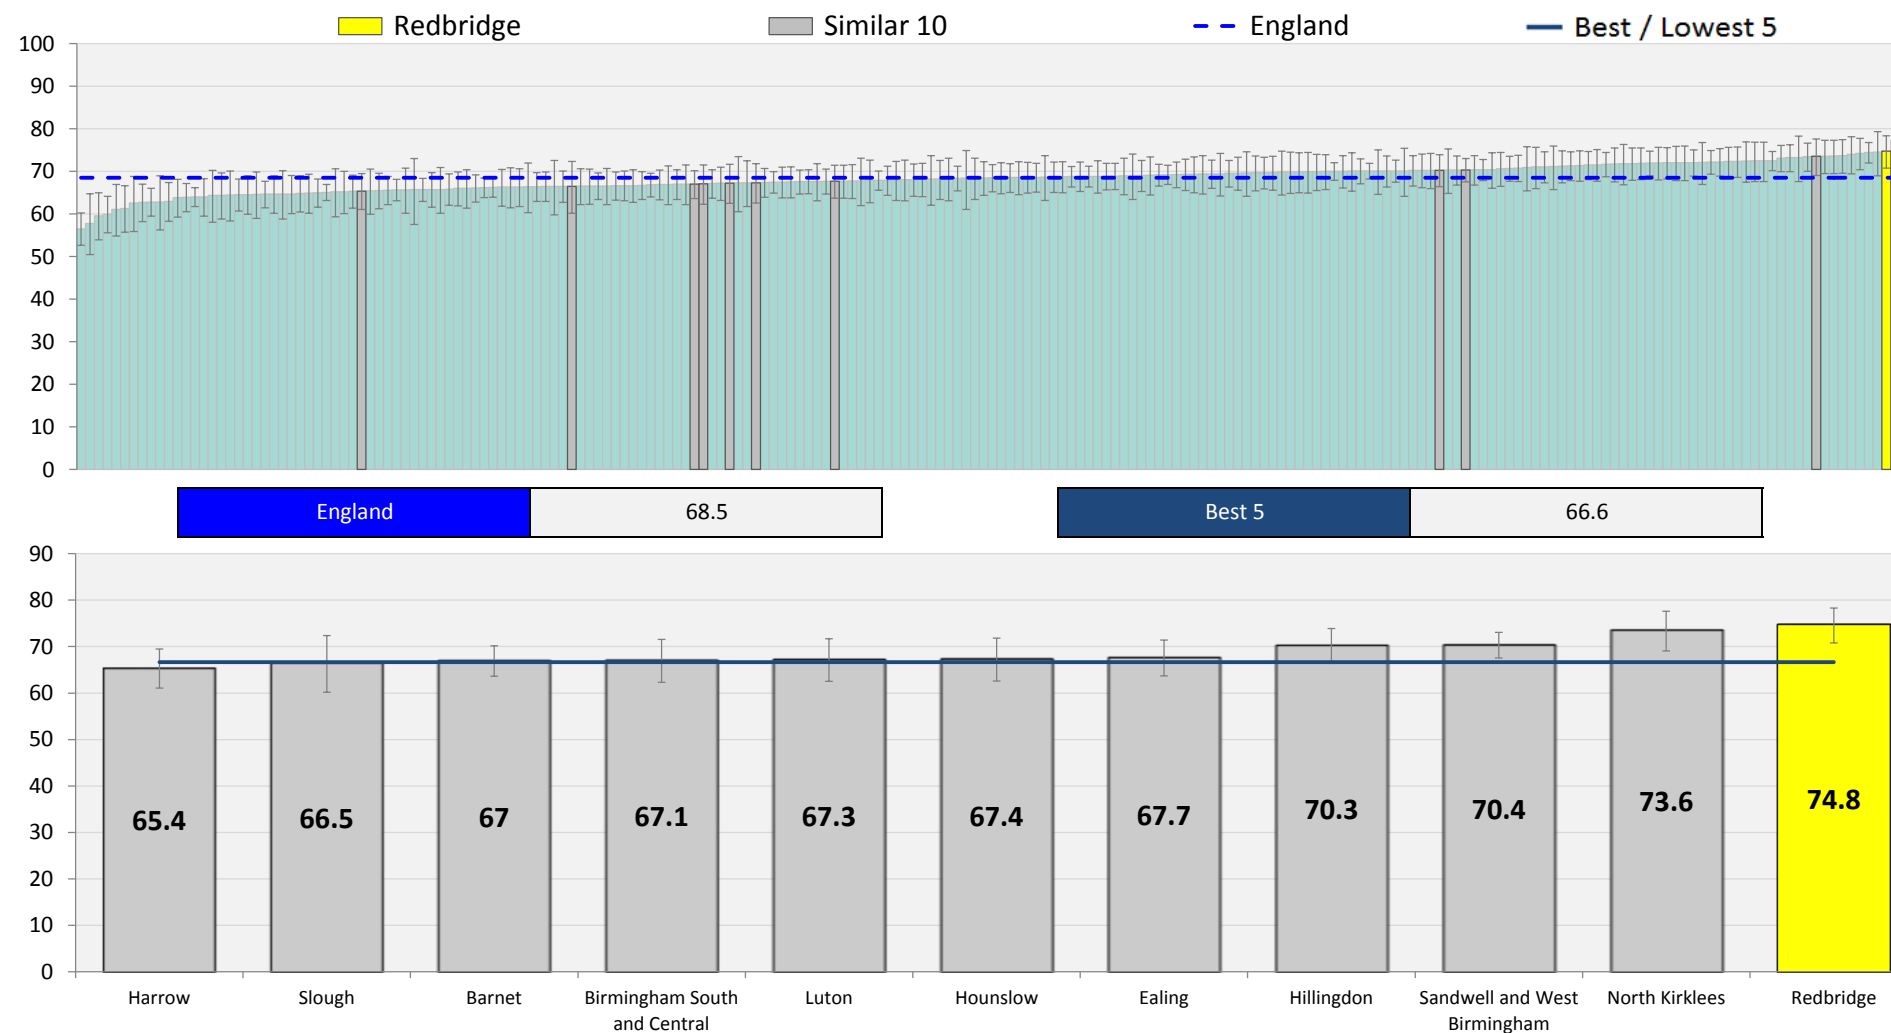 Redbridge
Similar 10
England
Best / Lowest 5
100
90
80
70
60
50
40
30
20
10
0
England 68.5
Best 5 66.6
90
80
70
60
50
40
30
20
10
0
65.4
66.5
67
67.1
67.3
67.4
67.7
70.3
70.4
73.6
74.8
Harrow
Slough
Barnet
Birmingham South
and Central
Luton
Hounslow
Ealing
Hillingdon
Sandwell and West
Birmingham
North Kirklees
Redbridge